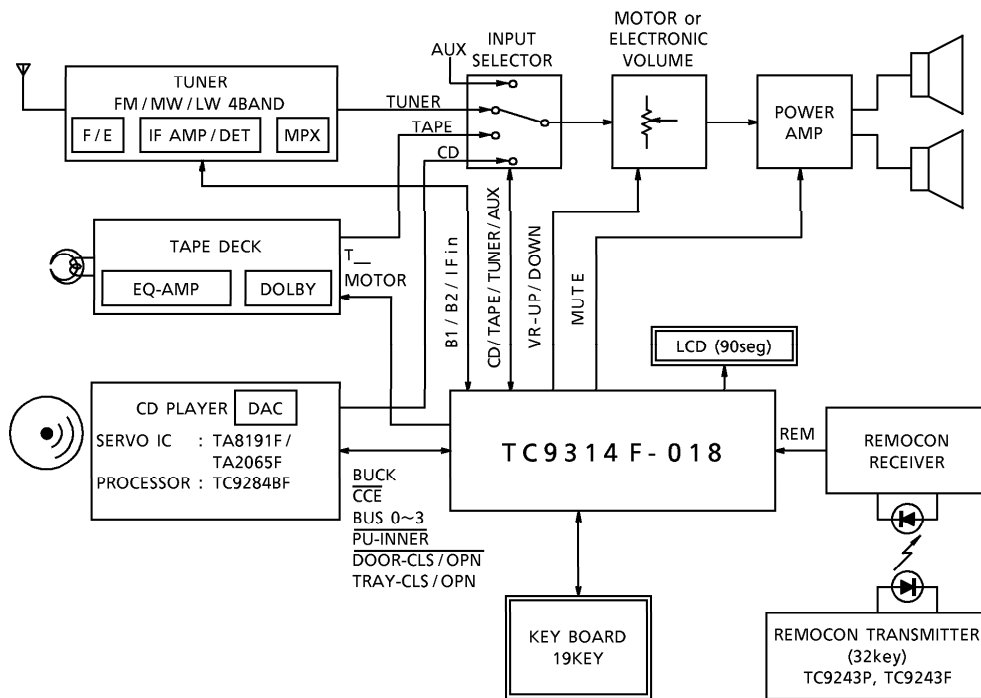 MOTOR or
ELECTRONIC
VOLUME
INPUT
SELECTOR
AUX
TUNER
FM / MW / LW 4BAND
F / E
IF AMP / DET
MPX
TUNER
TAPE
CD
POWER
AMP
TAPE DECK
EQ-AMP
DOLBY
T__
MOTOR
B1 / B2 / IFin
CD / TAPE / TUNER / AUX
VR-UP / DOWN
MUTE
LCD (90seg)
CD PLAYER
DAC
SERVO IC : TA8191F /
TA2065F
PROCESSOR : TC9284BF
BUCK
CCE
BUS 0~3
PU-INNER
DOOR-CLS / OPN
TRAY-CLS / OPN
TC9314F-018
REM
REMOCON
RECEIVER
KEY BOARD
19KEY
REMOCON TRANSMITTER
(32key)
TC9243P, TC9243F